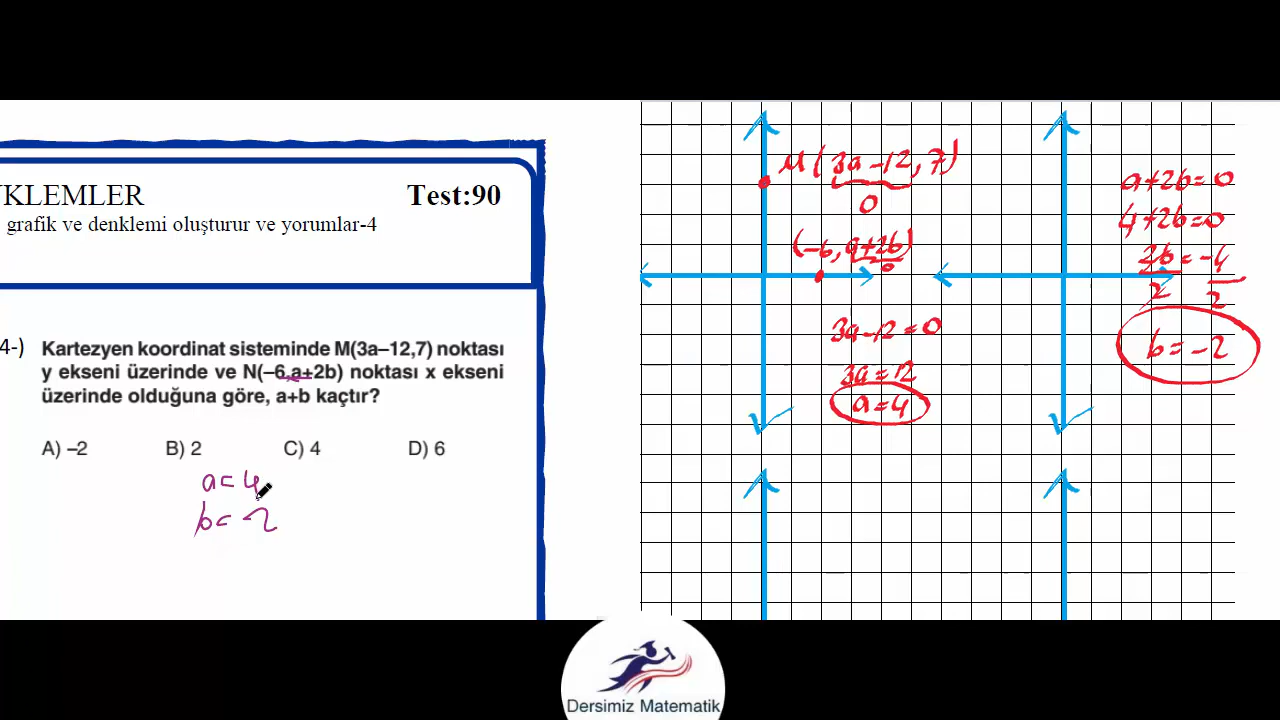 KLEMLER Test:90
grafik ve denklemi oluşturur ve yorumlar-4
4-) Kartezyen koordinat sisteminde M(3a–12,7) noktası
y ekseni üzerinde ve N(–6,a+2b) noktası x ekseni
üzerinde olduğuna göre, a+b kaçtır?
A) –2 B) 2 C) 4 D) 6
a=4
b=-2
M(3a-12,7)
0
(-6,a+2b)
0
3a-12=0
3a=12
a=4
a+2b=0
4+2b=0
2b=-4
2 2
b=-2
Dersimiz Matematik